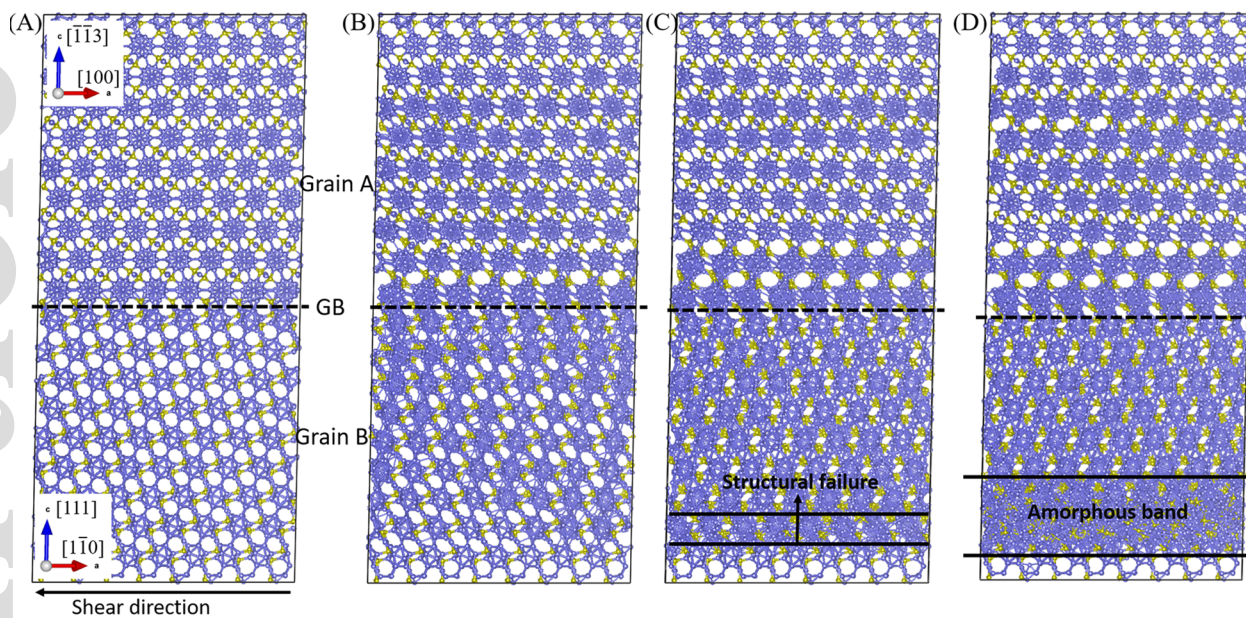 (A)
(B)
(C)
(D)
c [1̅1̅3]
[100]
a
Grain A
GB
Grain B
c [111]
[11̅0]
a
Structural failure
Amorphous band
Shear direction